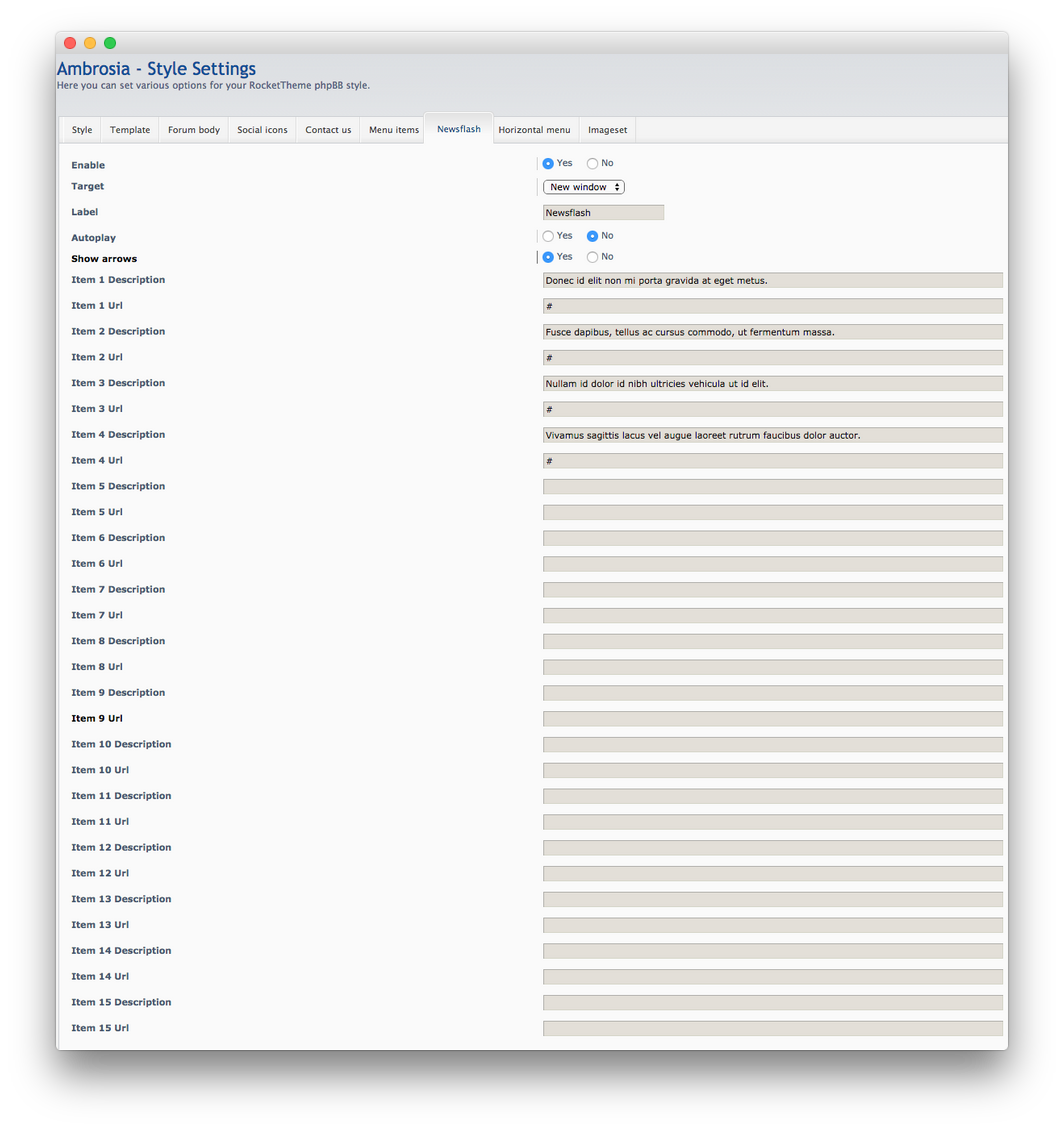 Ambrosia - Style Settings
Here you can set various options for your RocketTheme phpBB style.
Style Template Forum body Social icons Contact us Menu items Newsflash Horizontal menu Imageset
Enable Yes No
Target New window
Label Newsflash
Autoplay Yes No
Show arrows Yes No
Item 1 Description Donec id elit non mi porta gravida at eget metus.
Item 1 Url #
Item 2 Description Fusce dapibus, tellus ac cursus commodo, ut fermentum massa.
Item 2 Url #
Item 3 Description Nullam id dolor id nibh ultricies vehicula ut id elit.
Item 3 Url #
Item 4 Description Vivamus sagittis lacus vel augue laoreet rutrum faucibus dolor auctor.
Item 4 Url #
Item 5 Description
Item 5 Url
Item 6 Description
Item 6 Url
Item 7 Description
Item 7 Url
Item 8 Description
Item 8 Url
Item 9 Description
Item 9 Url
Item 10 Description
Item 10 Url
Item 11 Description
Item 11 Url
Item 12 Description
Item 12 Url
Item 13 Description
Item 13 Url
Item 14 Description
Item 14 Url
Item 15 Description
Item 15 Url